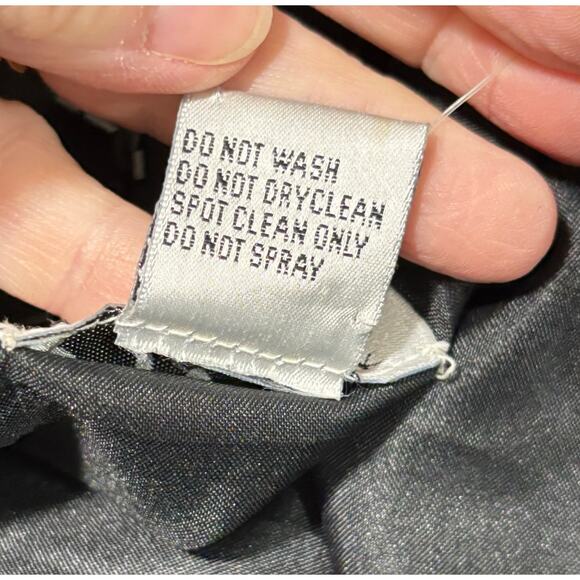 DO NOT WASH
DO NOT DRYCLEAN
SPOT CLEAN ONLY
DO NOT SPRAY